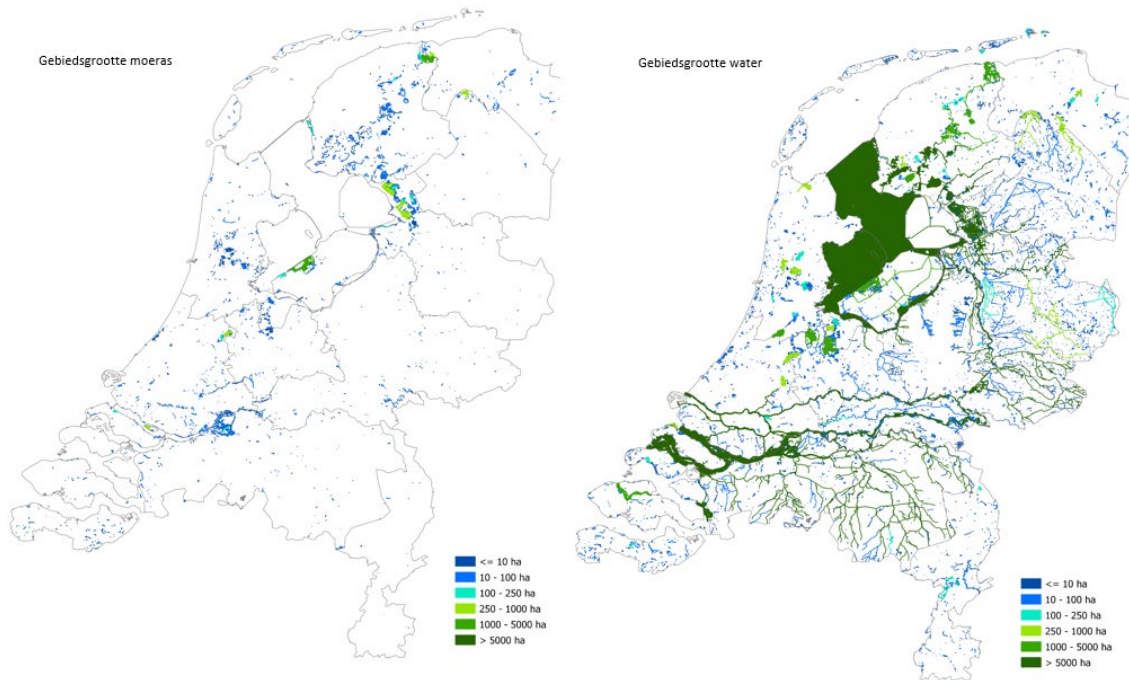 Gebiedsgrootte moeras
<= 10 ha
10 - 100 ha
100 - 250 ha
250 - 1000 ha
1000 - 5000 ha
> 5000 ha
Gebiedsgrootte water
<= 10 ha
10 - 100 ha
100 - 250 ha
250 - 1000 ha
1000 - 5000 ha
> 5000 ha